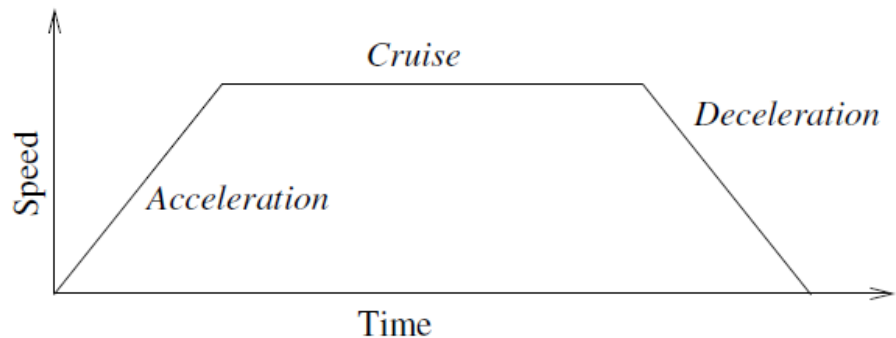 Cruise
Deceleration
Speed
Acceleration
Time